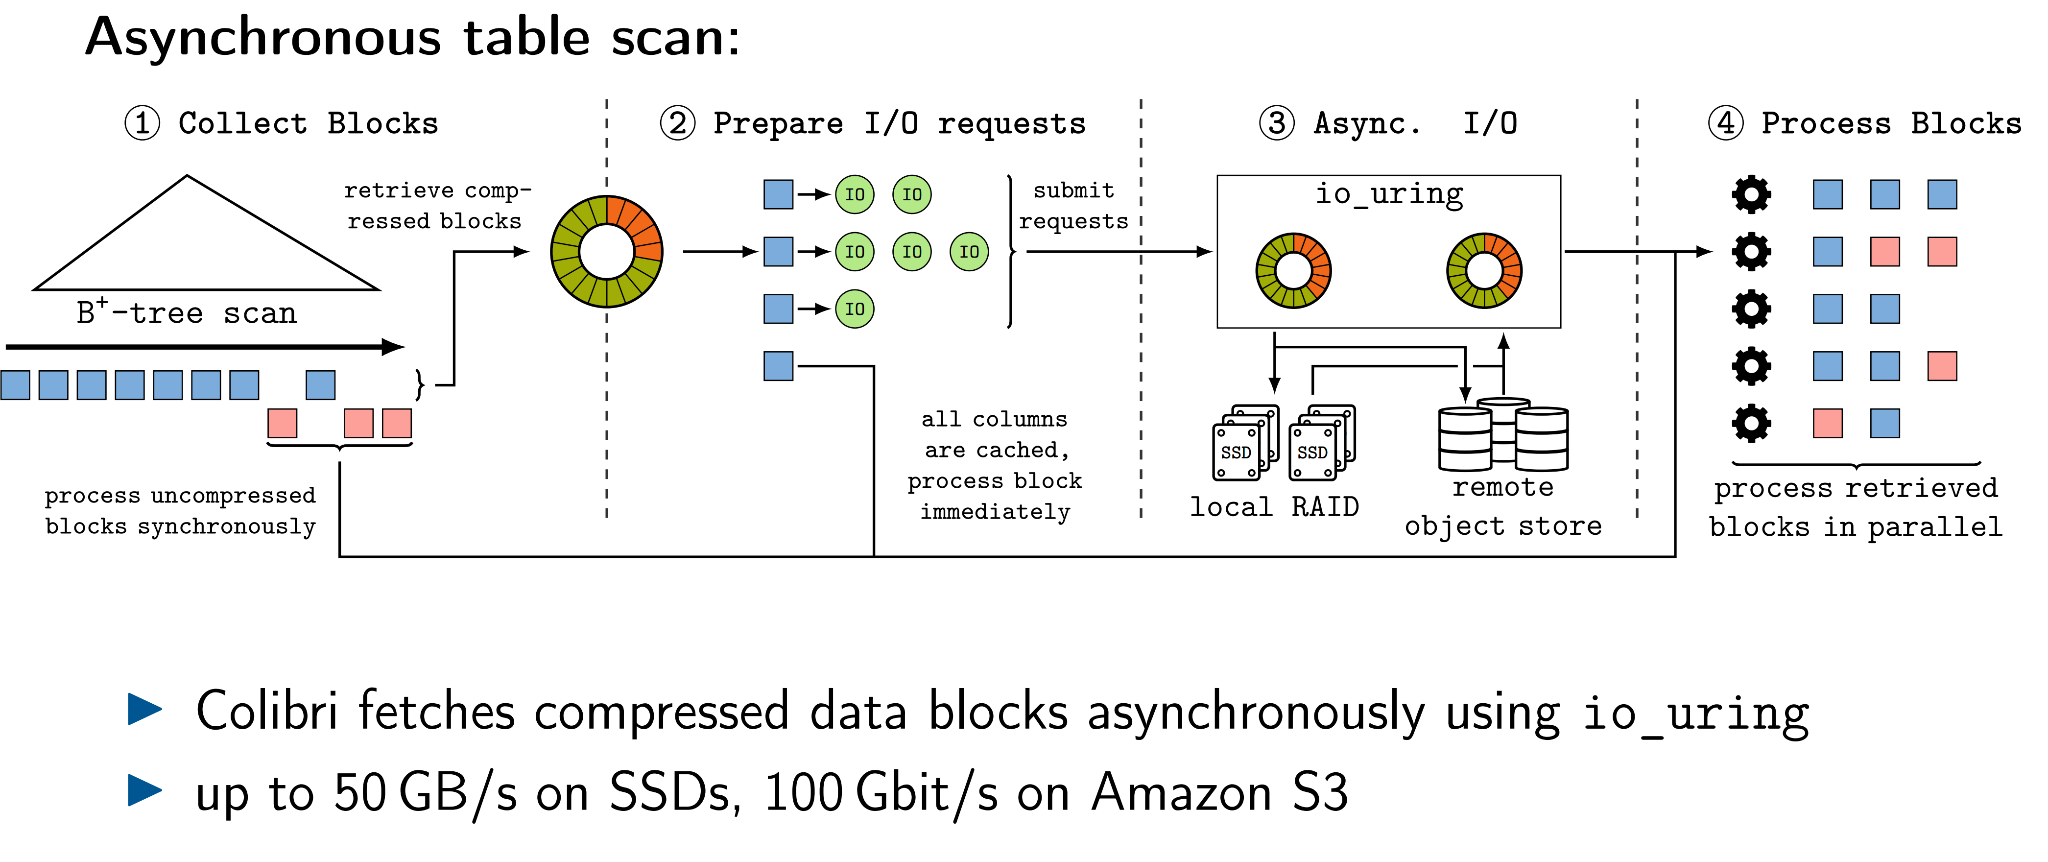 Asynchronous table scan:
① Collect Blocks
retrieve comp-
ressed blocks
B⁺-tree scan
process uncompressed
blocks synchronously
② Prepare I/O requests
IO IO
IO IO IO
IO
submit
requests
all columns
are cached,
process block
immediately
③ Async. I/O
io_uring
SSD SSD
local RAID
remote
object store
④ Process Blocks
process retrieved
blocks in parallel
Colibri fetches compressed data blocks asynchronously using io_uring
up to 50 GB/s on SSDs, 100 Gbit/s on Amazon S3